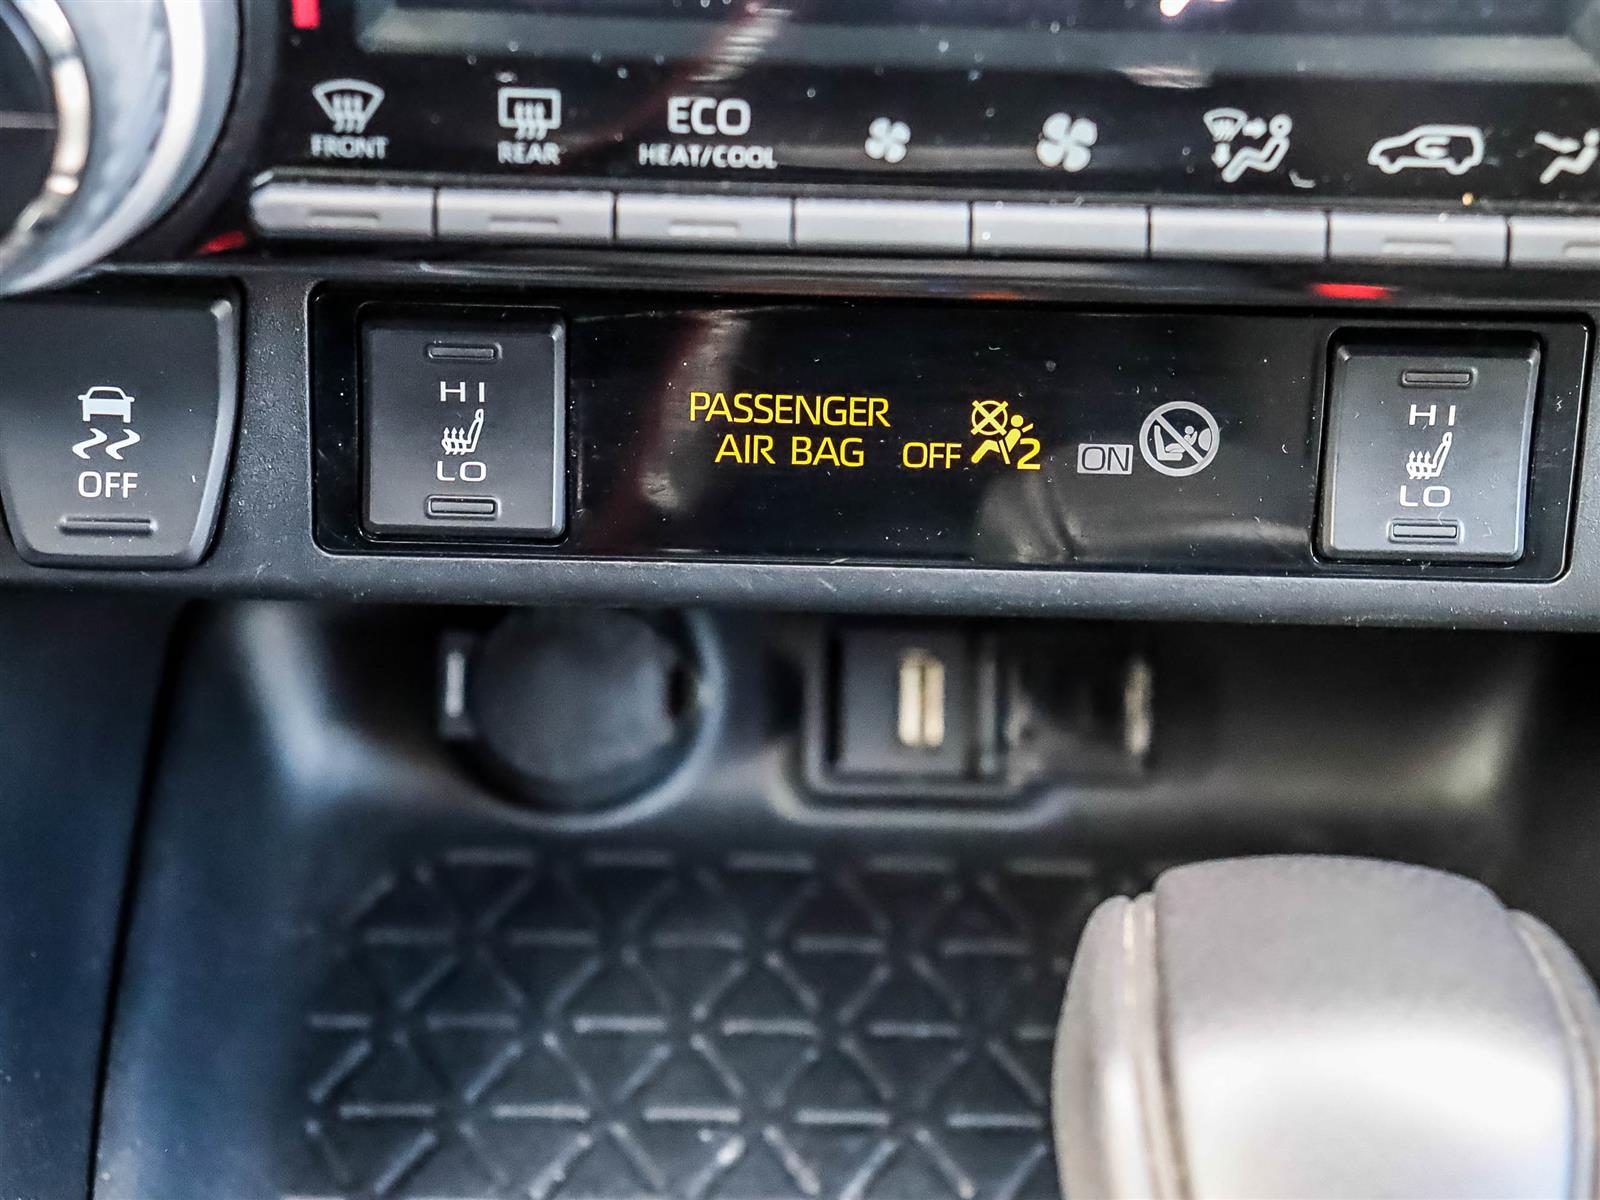 FRONT
REAR
ECO
HEAT/COOL
OFF
HI
LO
PASSENGER
AIR BAG OFF 2 ON
HI
LO